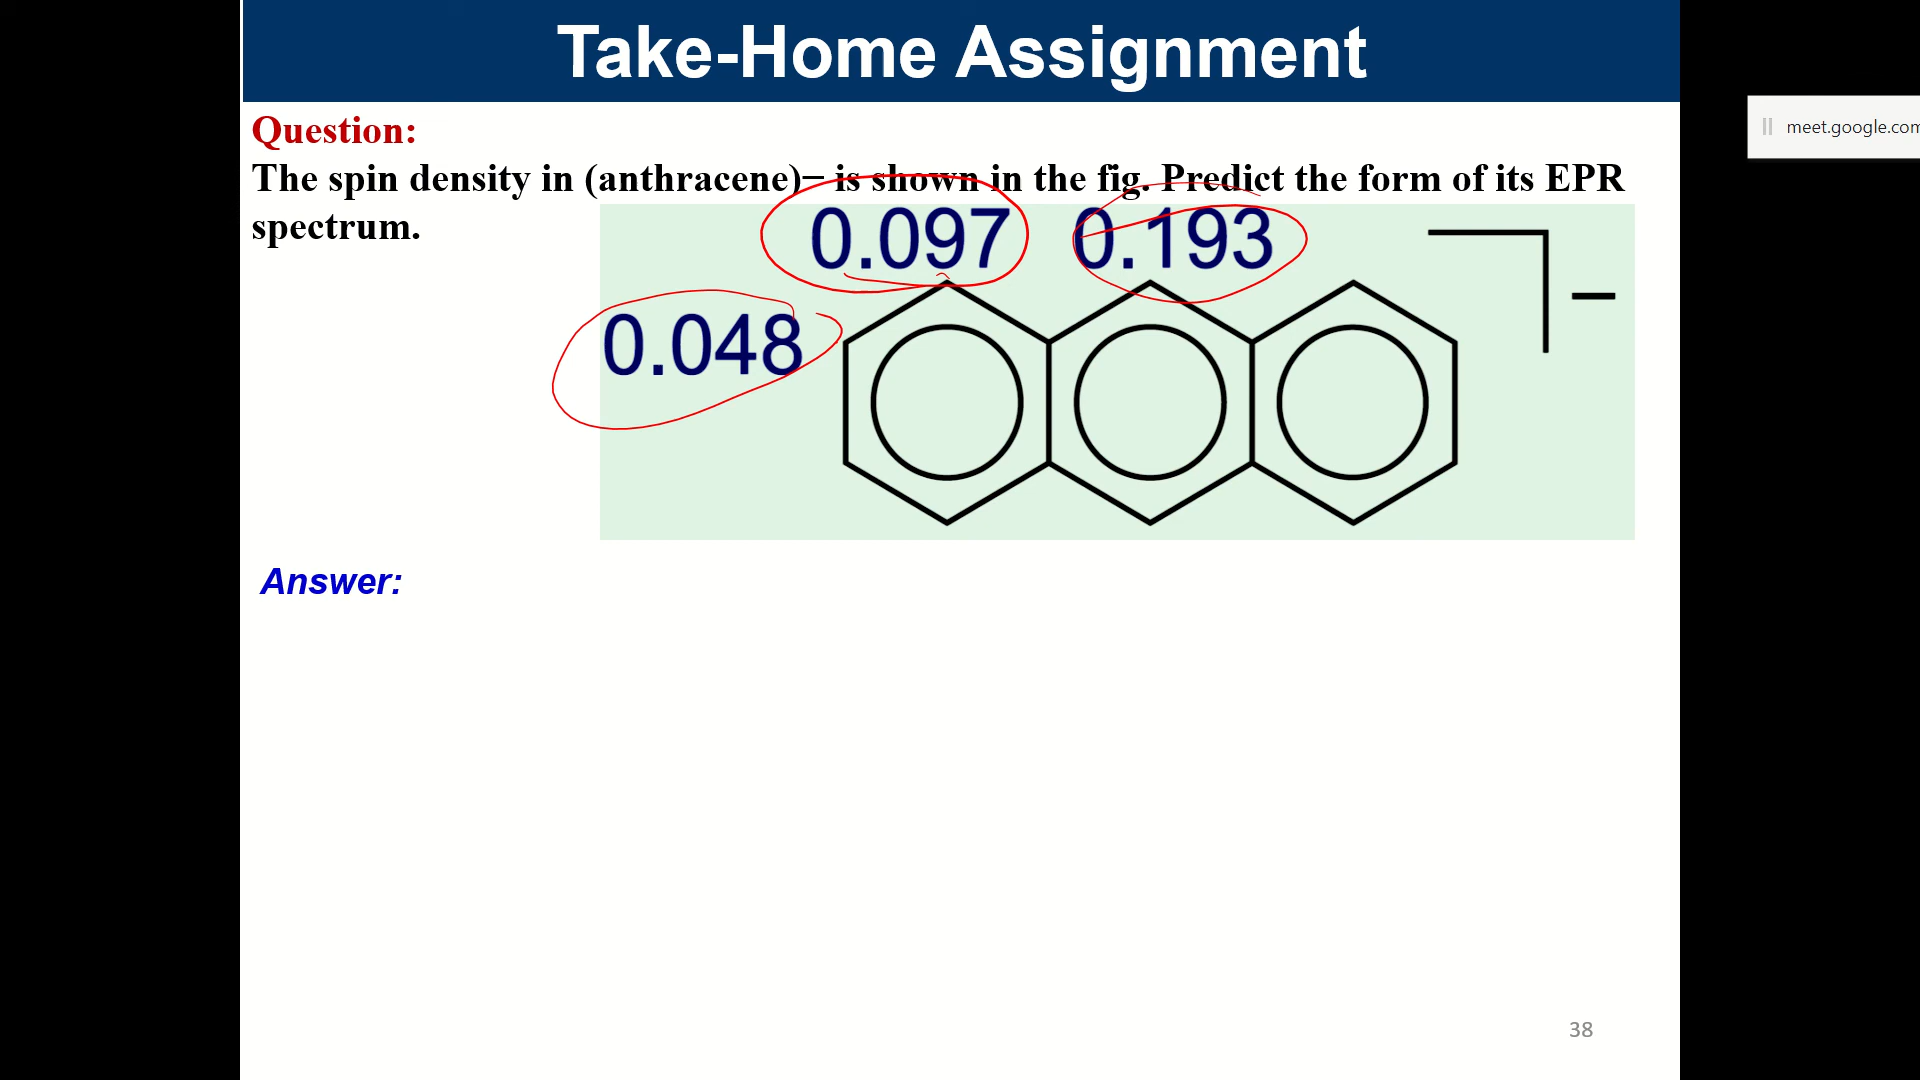 Take-Home Assignment
Question:
The spin density in (anthracene)− is shown in the fig. Predict the form of its EPR
spectrum.
0.097 0.193
0.048
−
Answer:
38
meet.google.com